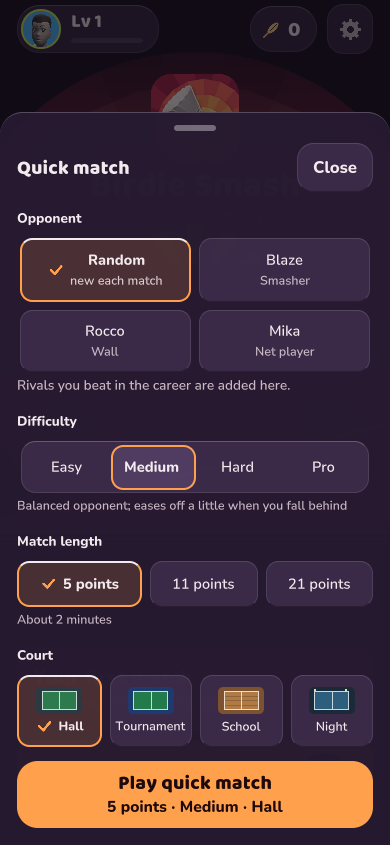 Lv 1
0
Birdie Smash
Quick match
Close
Opponent
Random
new each match
Blaze
Smasher
Rocco
Wall
Mika
Net player
Rivals you beat in the career are added here.
Difficulty
Easy
Medium
Hard
Pro
Balanced opponent; eases off a little when you fall behind
Match length
5 points
11 points
21 points
About 2 minutes
Court
Hall
Tournament
School
Night
Play quick match
5 points · Medium · Hall